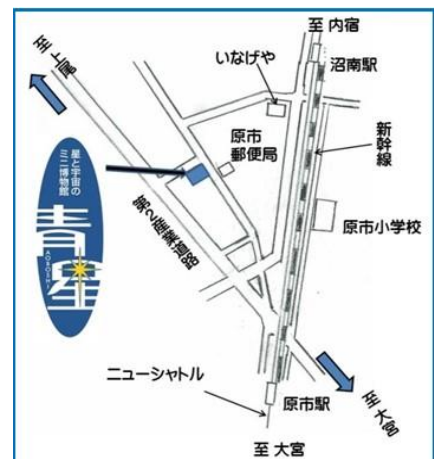 至 内宿
至 上尾
いなげや
沼南駅
新幹線
原市
郵便局
星と宇宙の
ミニ博物館
青星
AOBOSHI
第2産業道路
原市小学校
ニューシャトル
原市駅
至 大宮
至 大宮